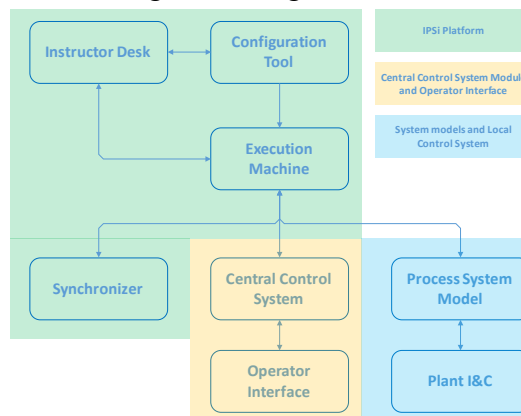 Instructor Desk
Configuration
Tool
IPSi Platform
Central Control System Modul
and Operator Interface
System models and Local
Control System
Execution
Machine
Synchronizer
Central Control
System
Process System
Model
Operator
Interface
Plant I&C